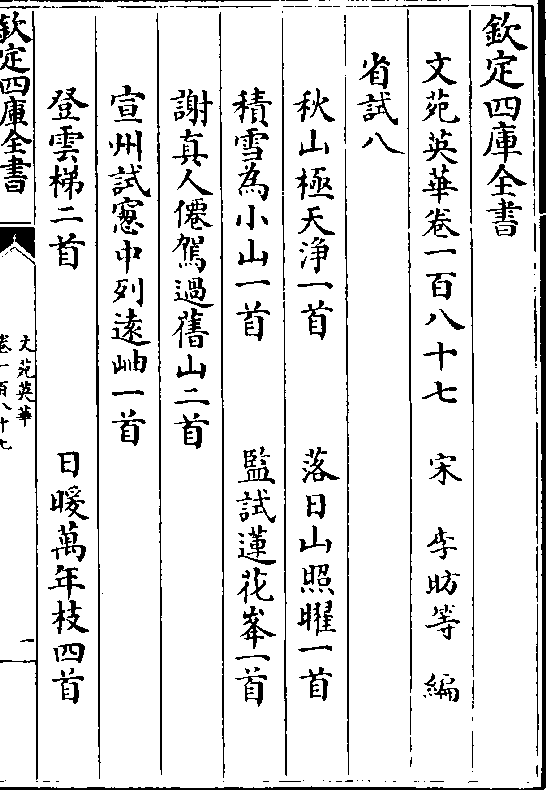 欽定四庫全書
文苑英華卷一百八十七 宋 李昉等 編
省試八
秋山極天浄一首 落日山照曜一首
積雪為小山一首 監試蓮花峯一首
謝真人僊駕過舊山二首
宣州試窻中列逺岫一首
登雲梯二首 日暖萬年枝四首
欽定四庫全書
文苑英華
卷一百八十七
一